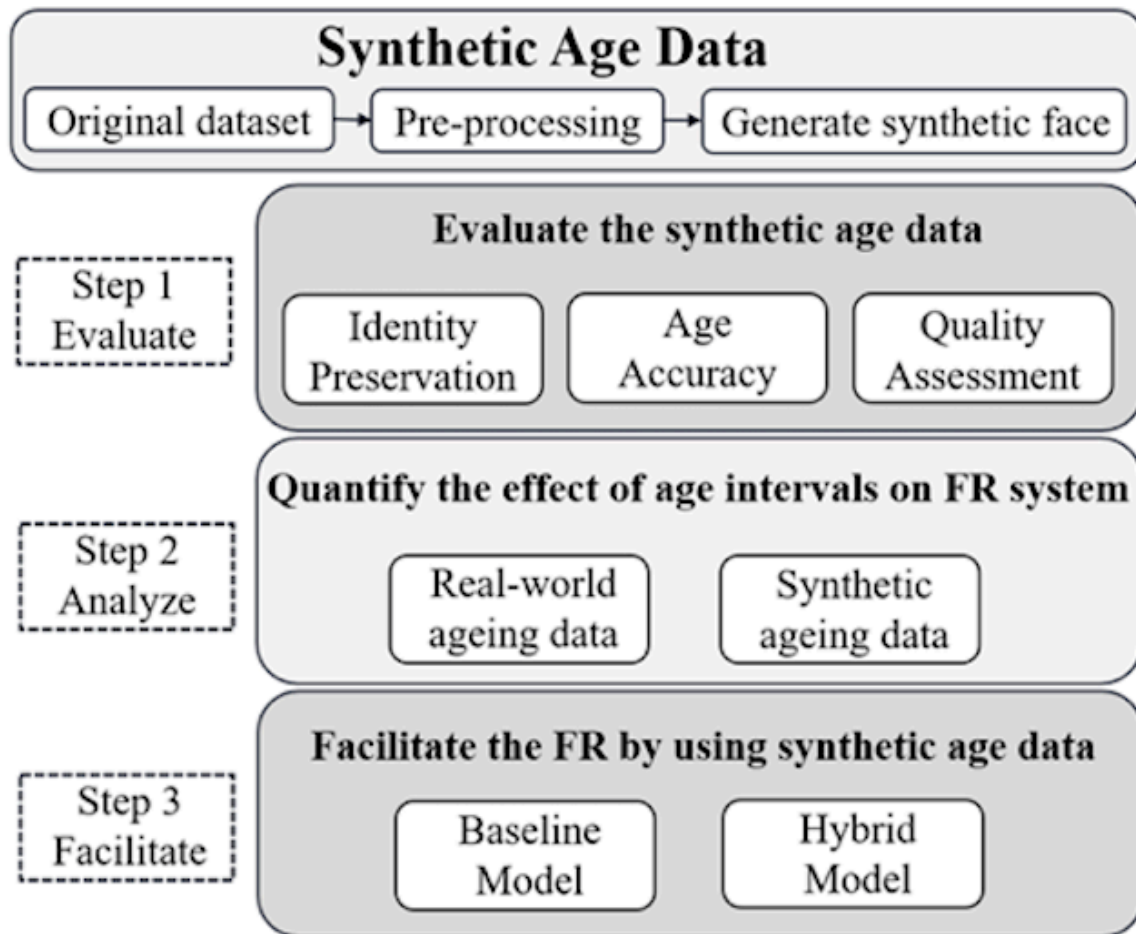 Synthetic Age Data
Original dataset
Pre-processing
Generate synthetic face
Step 1
Evaluate
Evaluate the synthetic age data
Identity
Preservation
Age
Accuracy
Quality
Assessment
Step 2
Analyze
Quantify the effect of age intervals on FR system
Real-world
ageing data
Synthetic
ageing data
Step 3
Facilitate
Facilitate the FR by using synthetic age data
Baseline
Model
Hybrid
Model